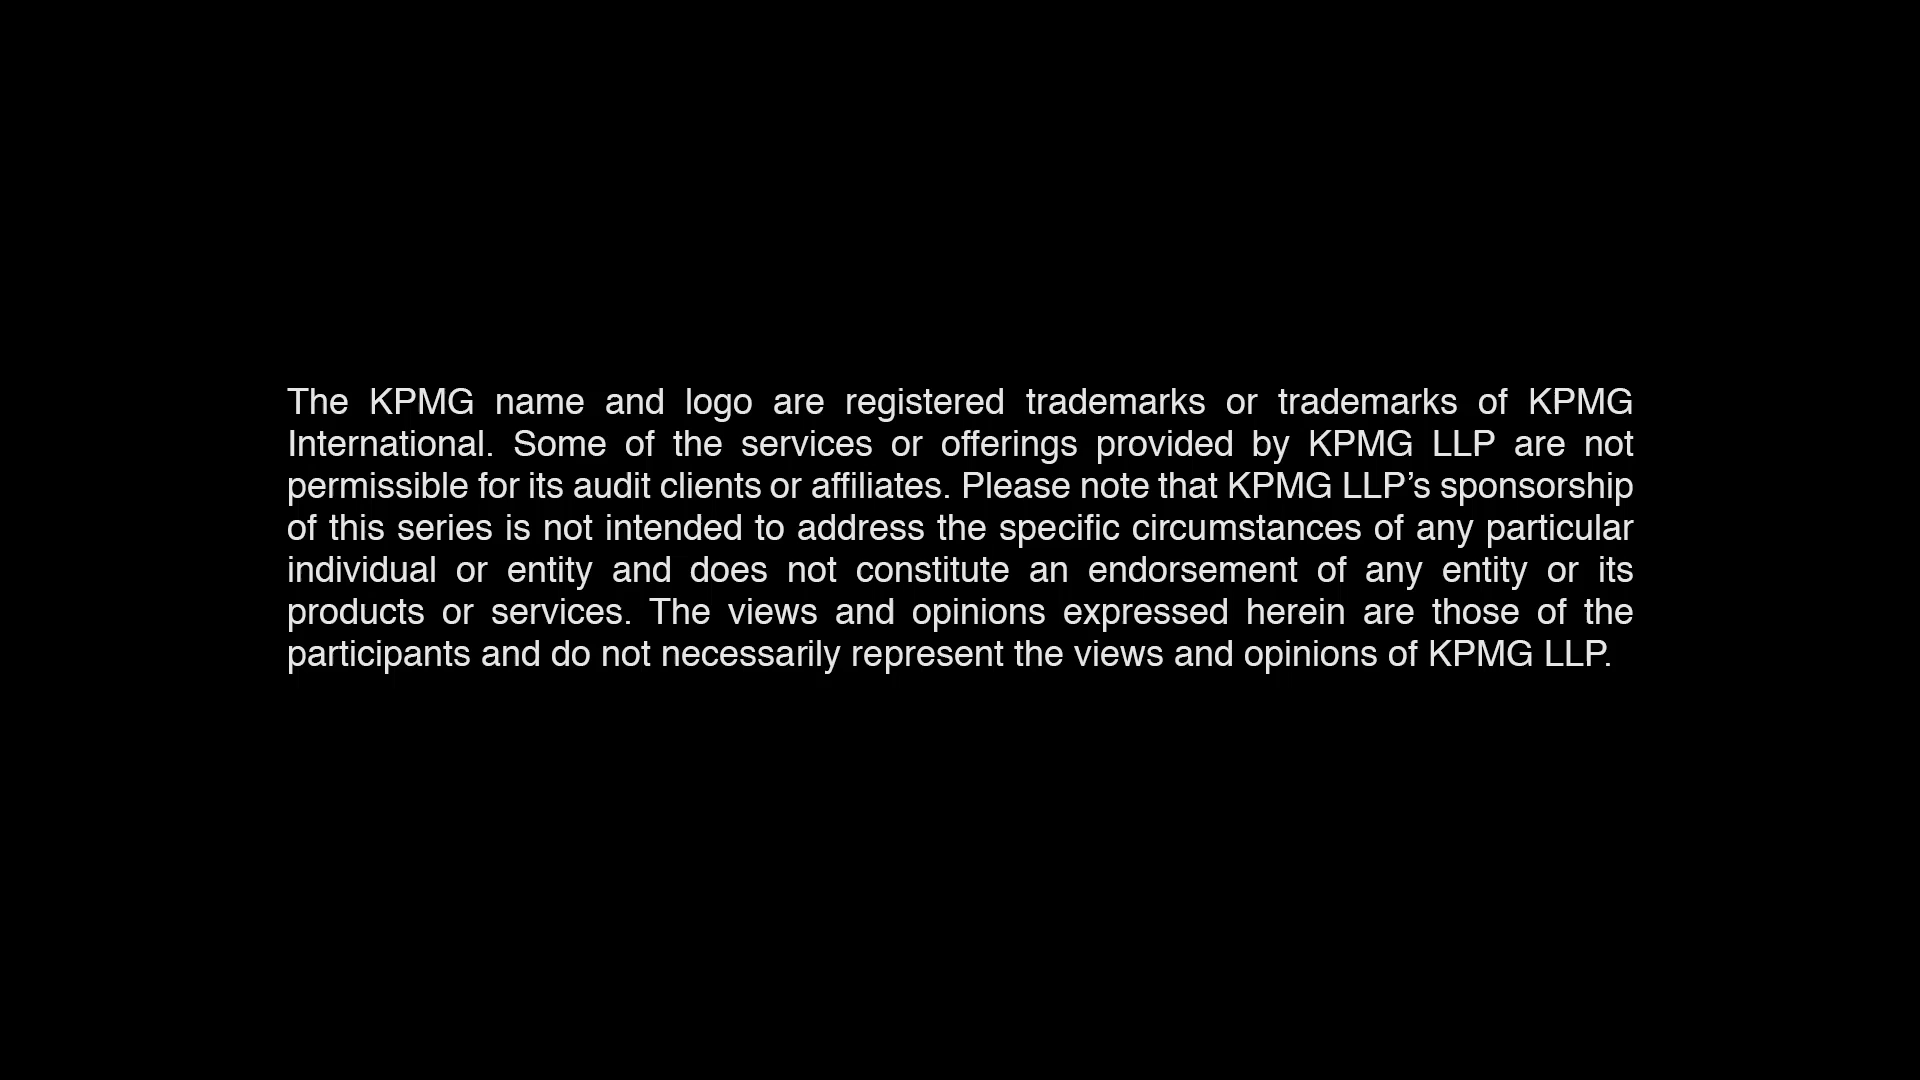 The KPMG name and logo are registered trademarks or trademarks of KPMG
International. Some of the services or offerings provided by KPMG LLP are not
permissible for its audit clients or affiliates. Please note that KPMG LLP’s sponsorship
of this series is not intended to address the specific circumstances of any particular
individual or entity and does not constitute an endorsement of any entity or its
products or services. The views and opinions expressed herein are those of the
participants and do not necessarily represent the views and opinions of KPMG LLP.